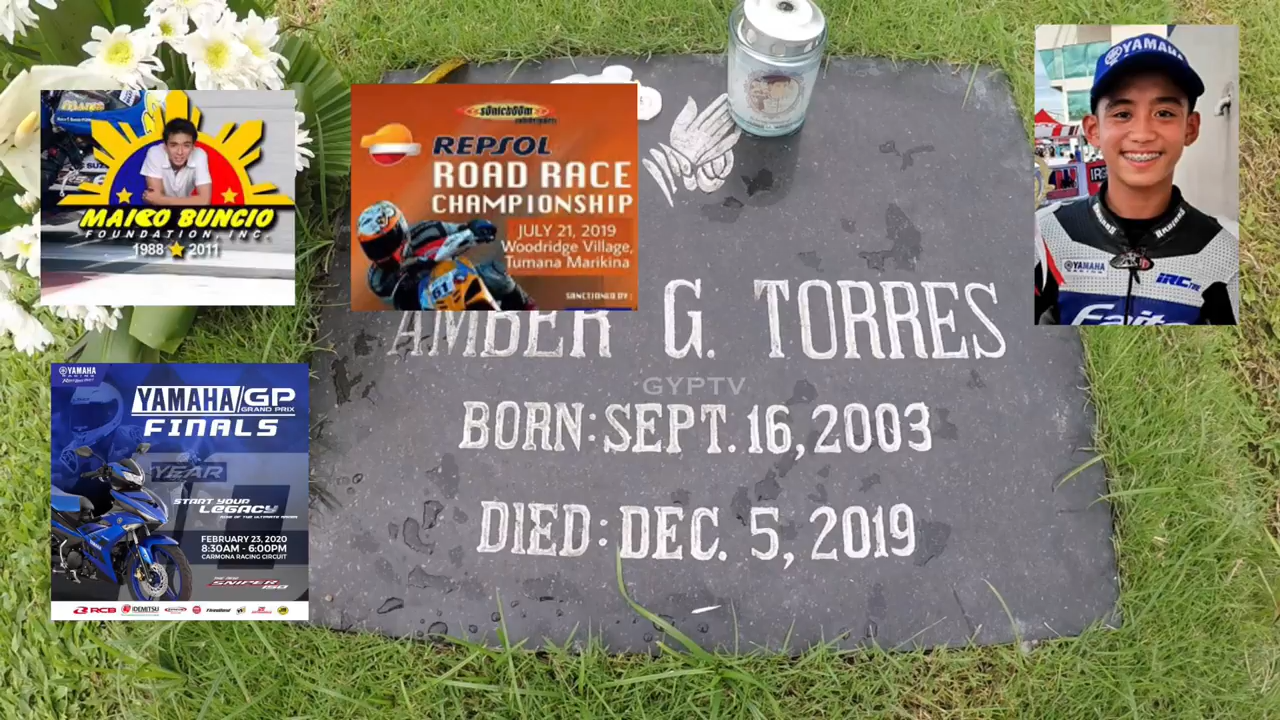 MAICO BUNCIO
FOUNDATION, INC.
1988 ★ 2011
sonicboom
REPSOL
ROAD RACE
CHAMPIONSHIP
JULY 21, 2019
Woodridge Village,
Tumana Marikina
SANCTIONED BY :
51
YAMAHA
YAMAHA
IRC
AMBER G. TORRES
GYPTV
BORN: SEPT. 16, 2003
DIED: DEC. 5, 2019
YAMAHA
YAMAHA GP
GRAND PRIX
FINALS
YEAR
START YOUR
LEGACY
FEBRUARY 23, 2020
8:30AM - 6:00PM
CARMONA RACING CIRCUIT
SNIPER
150
RCB IDEMITSU